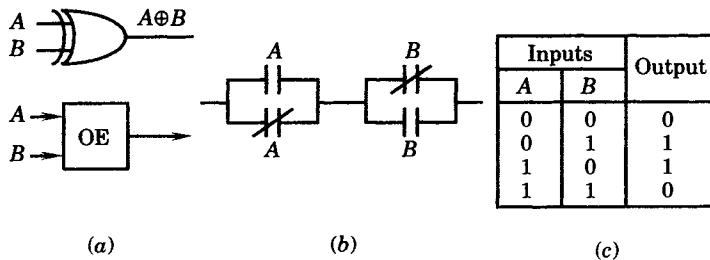 A
B
A⊕B
A
B
OE
A
A
B
B
Inputs
Output
A B
0 0 0
0 1 1
1 0 1
1 1 0
(a)
(b)
(c)